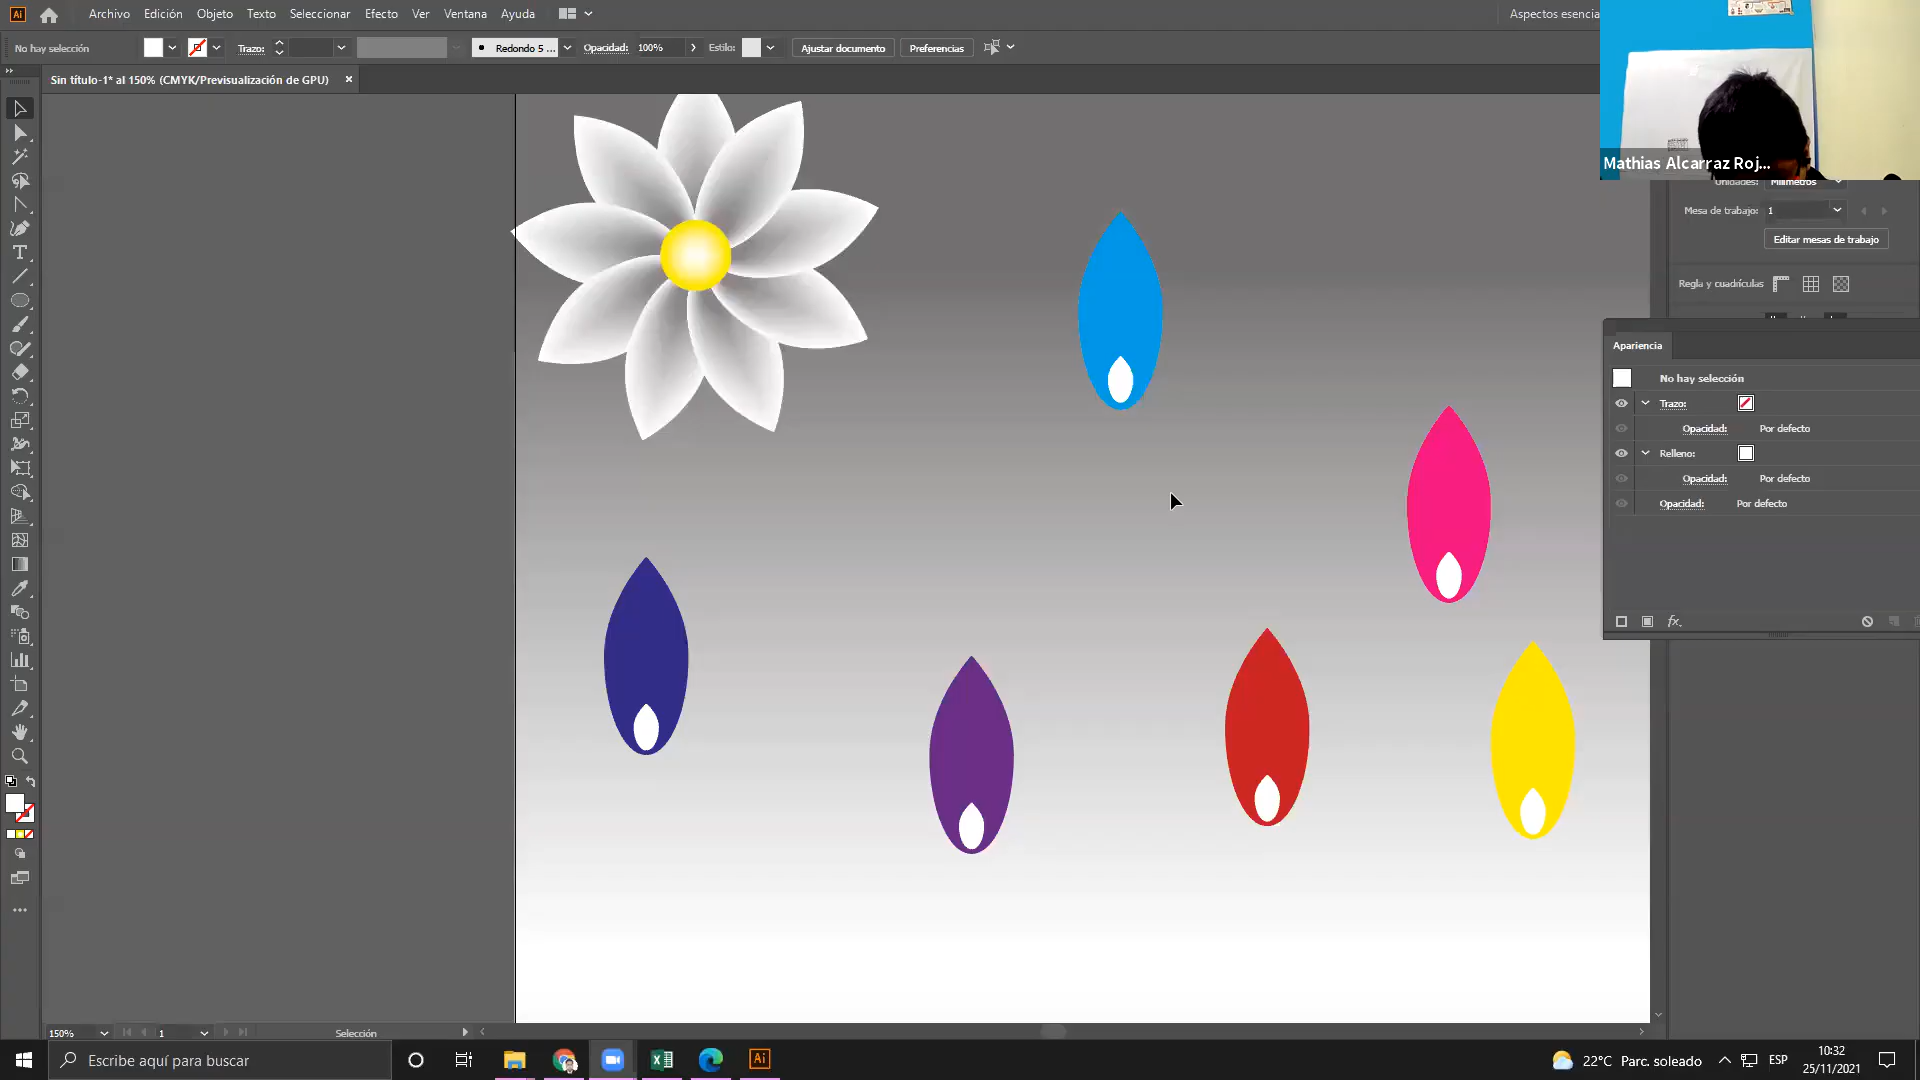 Ai Archivo Edición Objeto Texto Seleccionar Efecto Ver Ventana Ayuda Aspectos esencia
No hay selección Trazo: Redondo 5 ... Opacidad: 100% Estilo: Ajustar documento Preferencias
Sin título-1* al 150% (CMYK/Previsualización de GPU) ×
Mathias Alcarraz Roj...
Unidades: Milímetros
Mesa de trabajo: 1
Editar mesas de trabajo
Regla y cuadrículas
Apariencia
No hay selección
Trazo:
Opacidad: Por defecto
Relleno:
Opacidad: Por defecto
Opacidad: Por defecto
fx.
150% 1 Selección
Escribe aquí para buscar
Ai
22°C Parc. soleado
ESP
10:32
25/11/2021